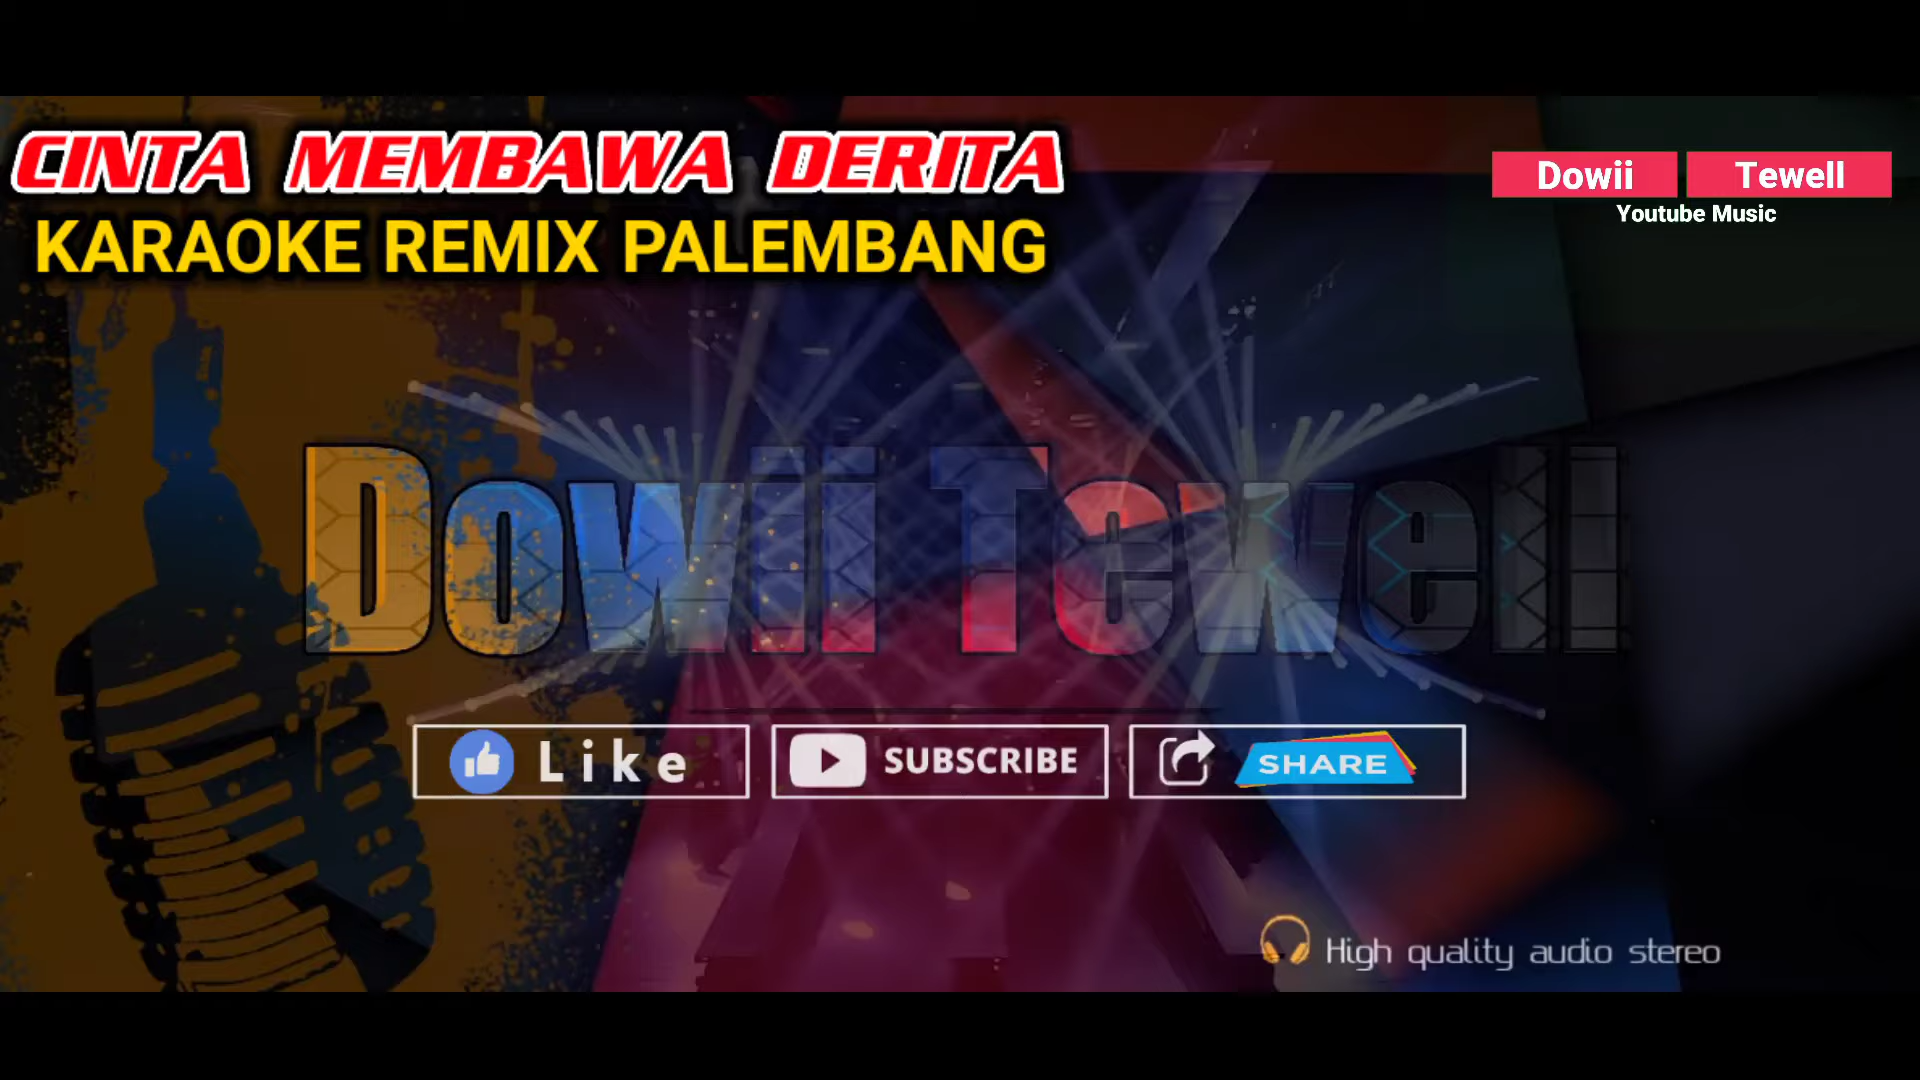 CINTA MEMBAWA DERITA
KARAOKE REMIX PALEMBANG
Dowii Tewell
Youtube Music
Dowii Tewell
Like
SUBSCRIBE
SHARE
High quality audio stereo